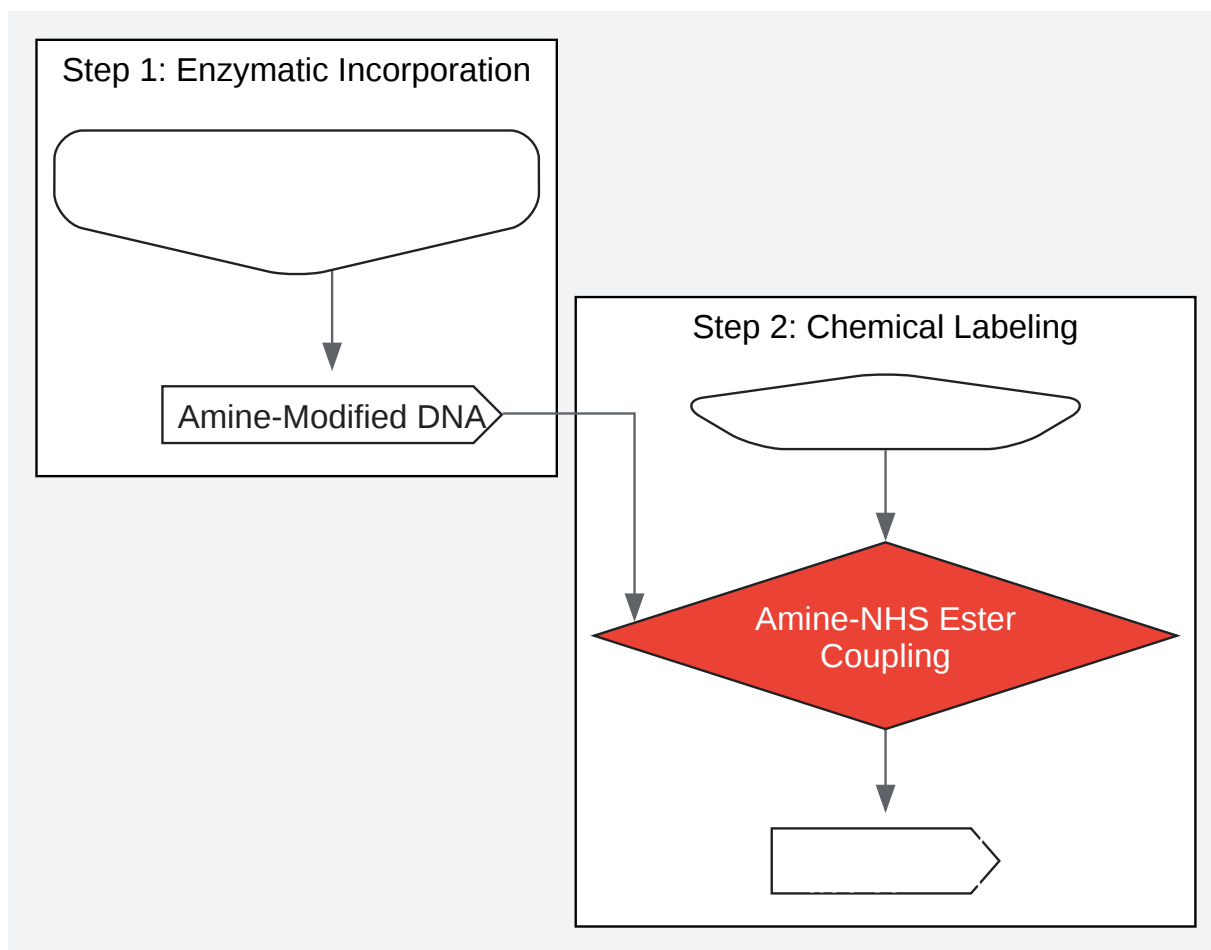 Step 1: Enzymatic Incorporation
Amine-Modified DNA
Step 2: Chemical Labeling
Amine-NHS Ester
Coupling